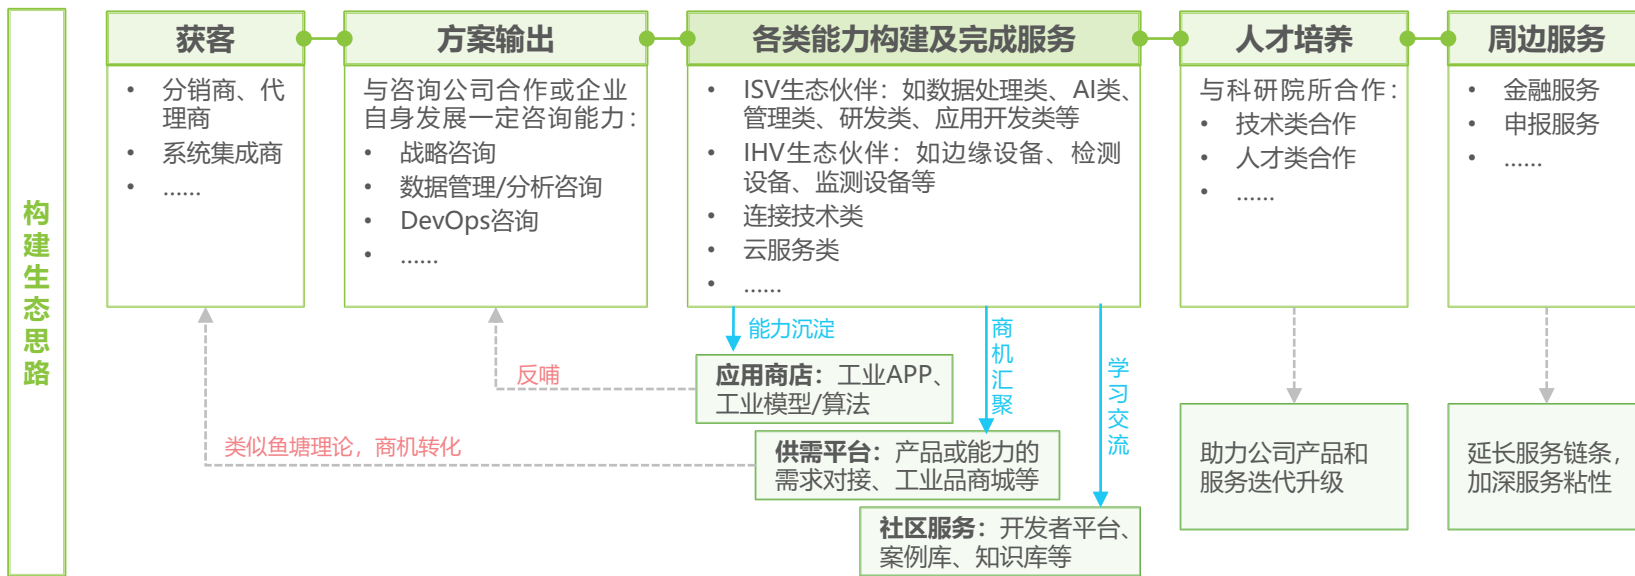 构建生态思路
获客
分销商、代
理商
系统集成商
……
方案输出
与咨询公司合作或企业
自身发展一定咨询能力：
战略咨询
数据管理/分析咨询
DevOps咨询
……
各类能力构建及完成服务
ISV生态伙伴：如数据处理类、AI类、
管理类、研发类、应用开发类等
IHV生态伙伴：如边缘设备、检测
设备、监测设备等
连接技术类
云服务类
……
人才培养
与科研院所合作：
技术类合作
人才类合作
……
周边服务
金融服务
申报服务
……
能力沉淀
商机汇聚
学习交流
反哺
应用商店：工业APP、
工业模型/算法
类似鱼塘理论，商机转化
供需平台：产品或能力的
需求对接、工业品商城等
社区服务：开发者平台、
案例库、知识库等
助力公司产品和
服务迭代升级
延长服务链条，
加深服务粘性